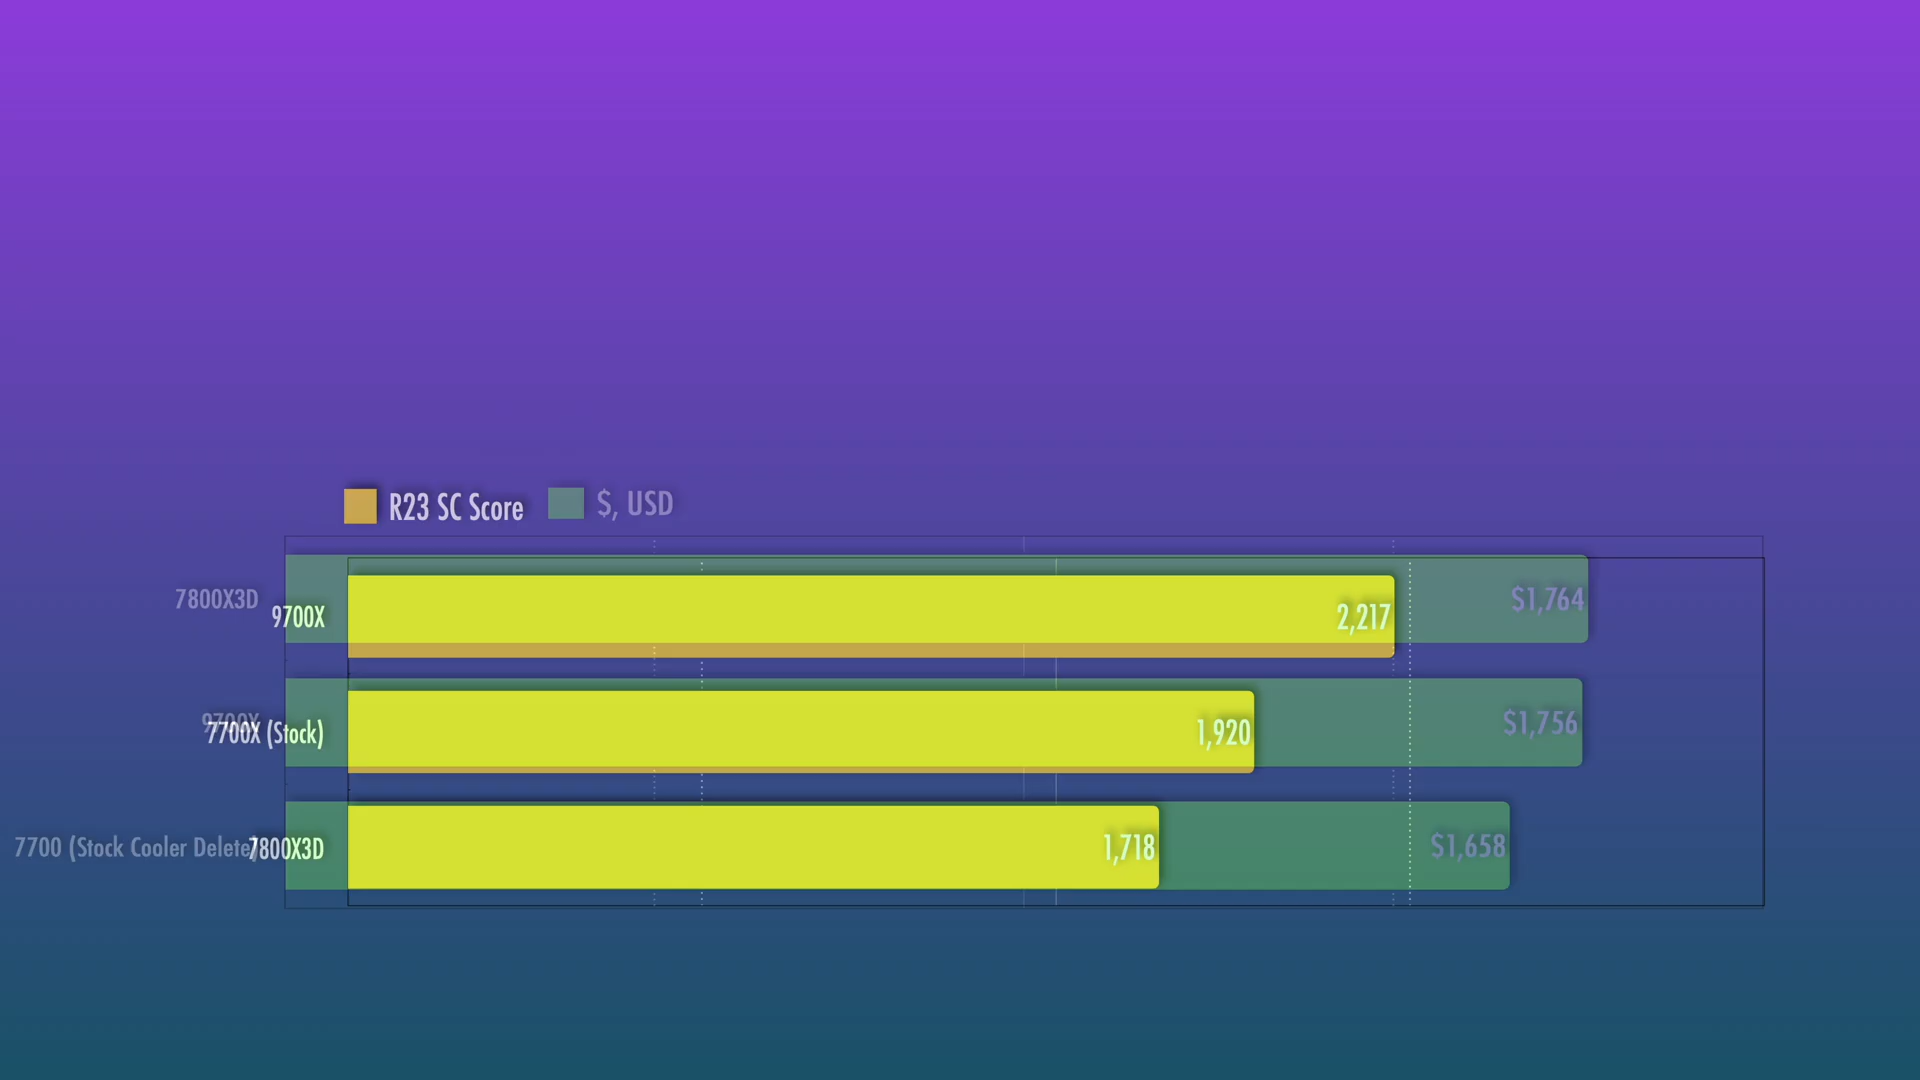 R23 SC Score $, USD
7800X3D $1,764
9700X 2,217
9700X $1,756
7700X (Stock) 1,920
7700 (Stock Cooler Delete) $1,658
7800X3D 1,718